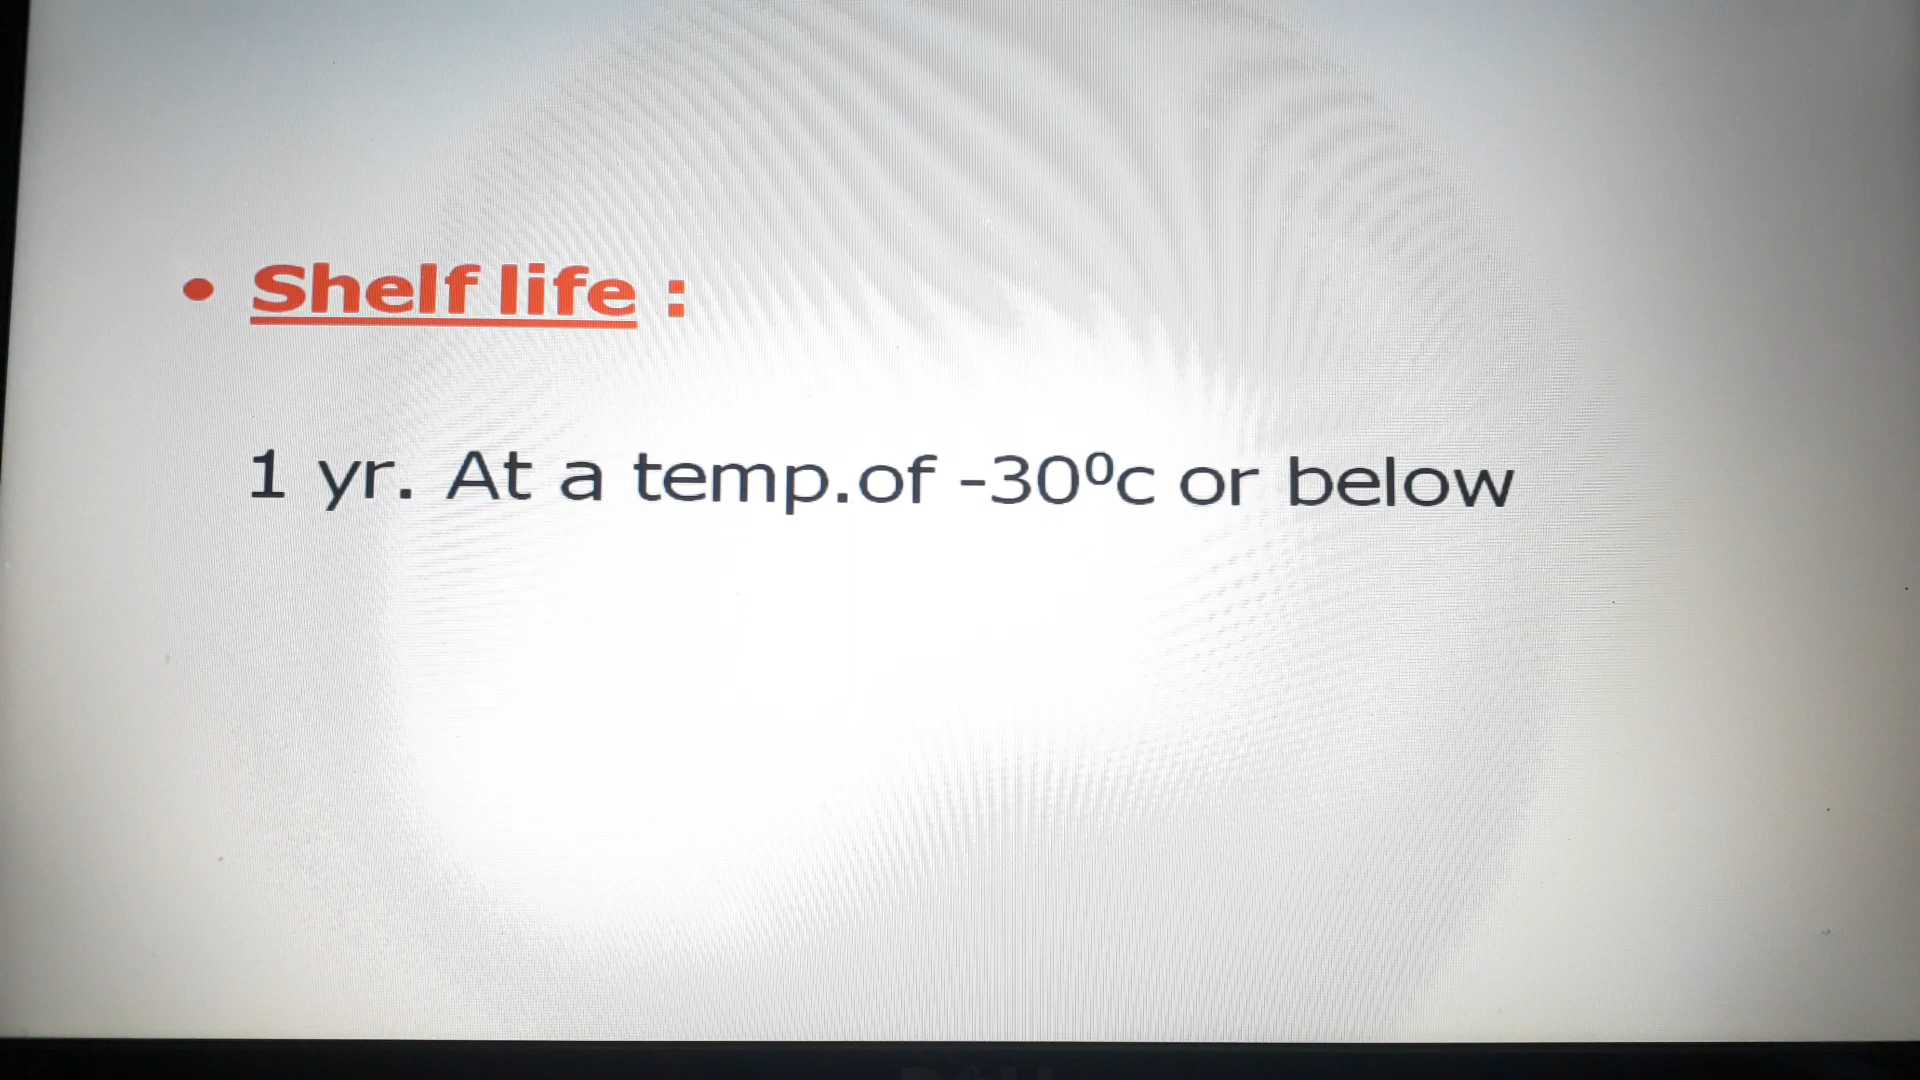 • Shelf life :
1 yr. At a temp.of -30⁰c or below